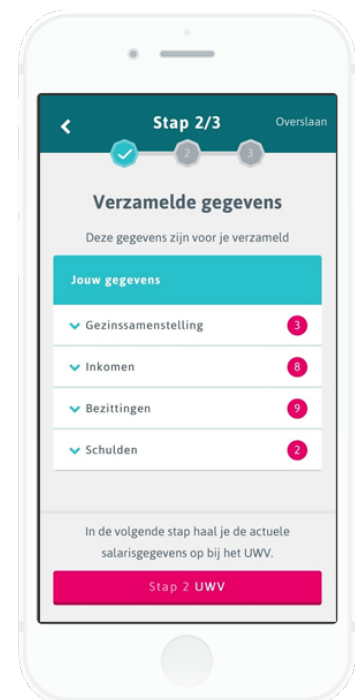 Stap 2/3
Overslaan
2
3
Verzamelde gegevens
Deze gegevens zijn voor je verzameld
Jouw gegevens
Gezinssamenstelling 3
Inkomen 8
Bezittingen 9
Schulden 2
In de volgende stap haal je de actuele
salarisgegevens op bij het UWV.
Stap 2 UWV